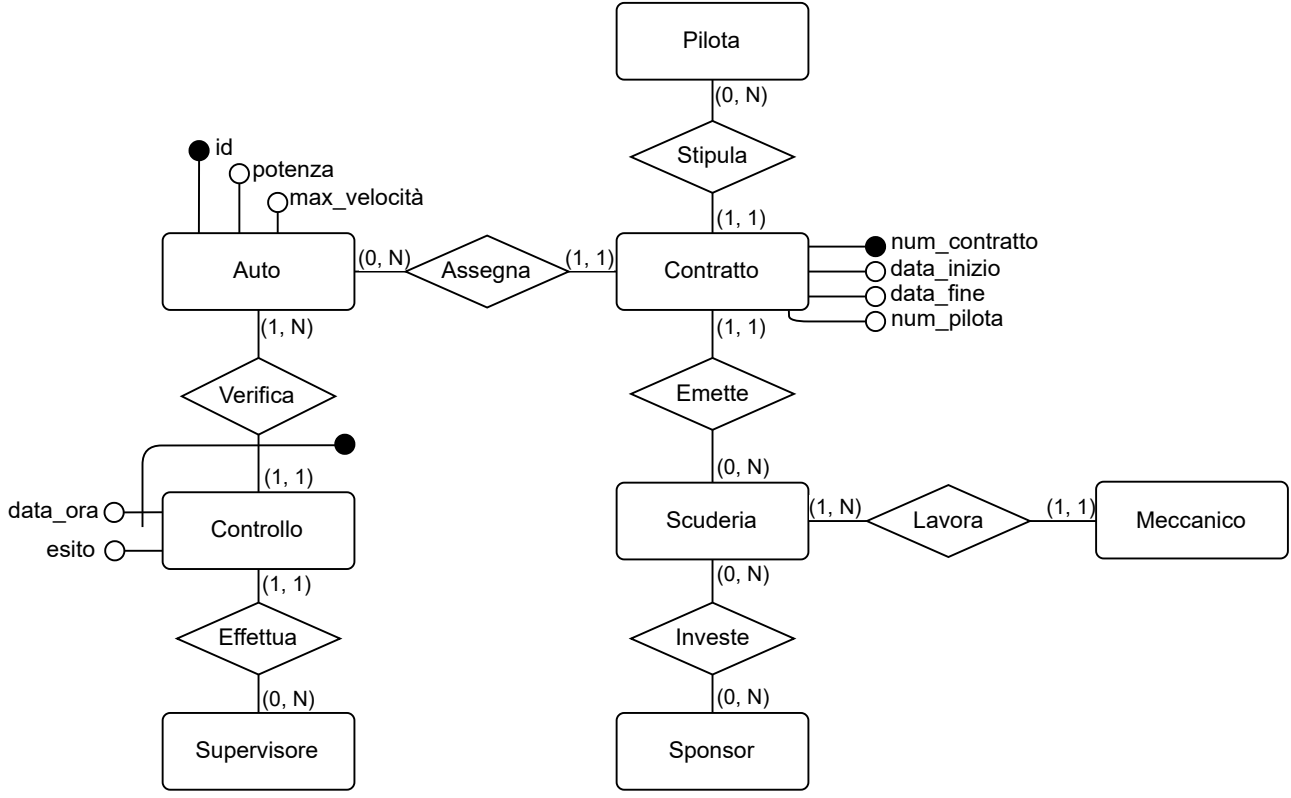 Pilota
(0, N)
Stipula
(1, 1)
id
potenza
max_velocità
Auto
(0, N)
Assegna
(1, 1)
Contratto
num_contratto
data_inizio
data_fine
num_pilota
(1, N)
(1, 1)
Verifica
Emette
(1, 1)
(0, N)
data_ora
esito
Controllo
Scuderia
(1, N)
Lavora
(1, 1)
Meccanico
(1, 1)
(0, N)
Effettua
Investe
(0, N)
(0, N)
Supervisore
Sponsor